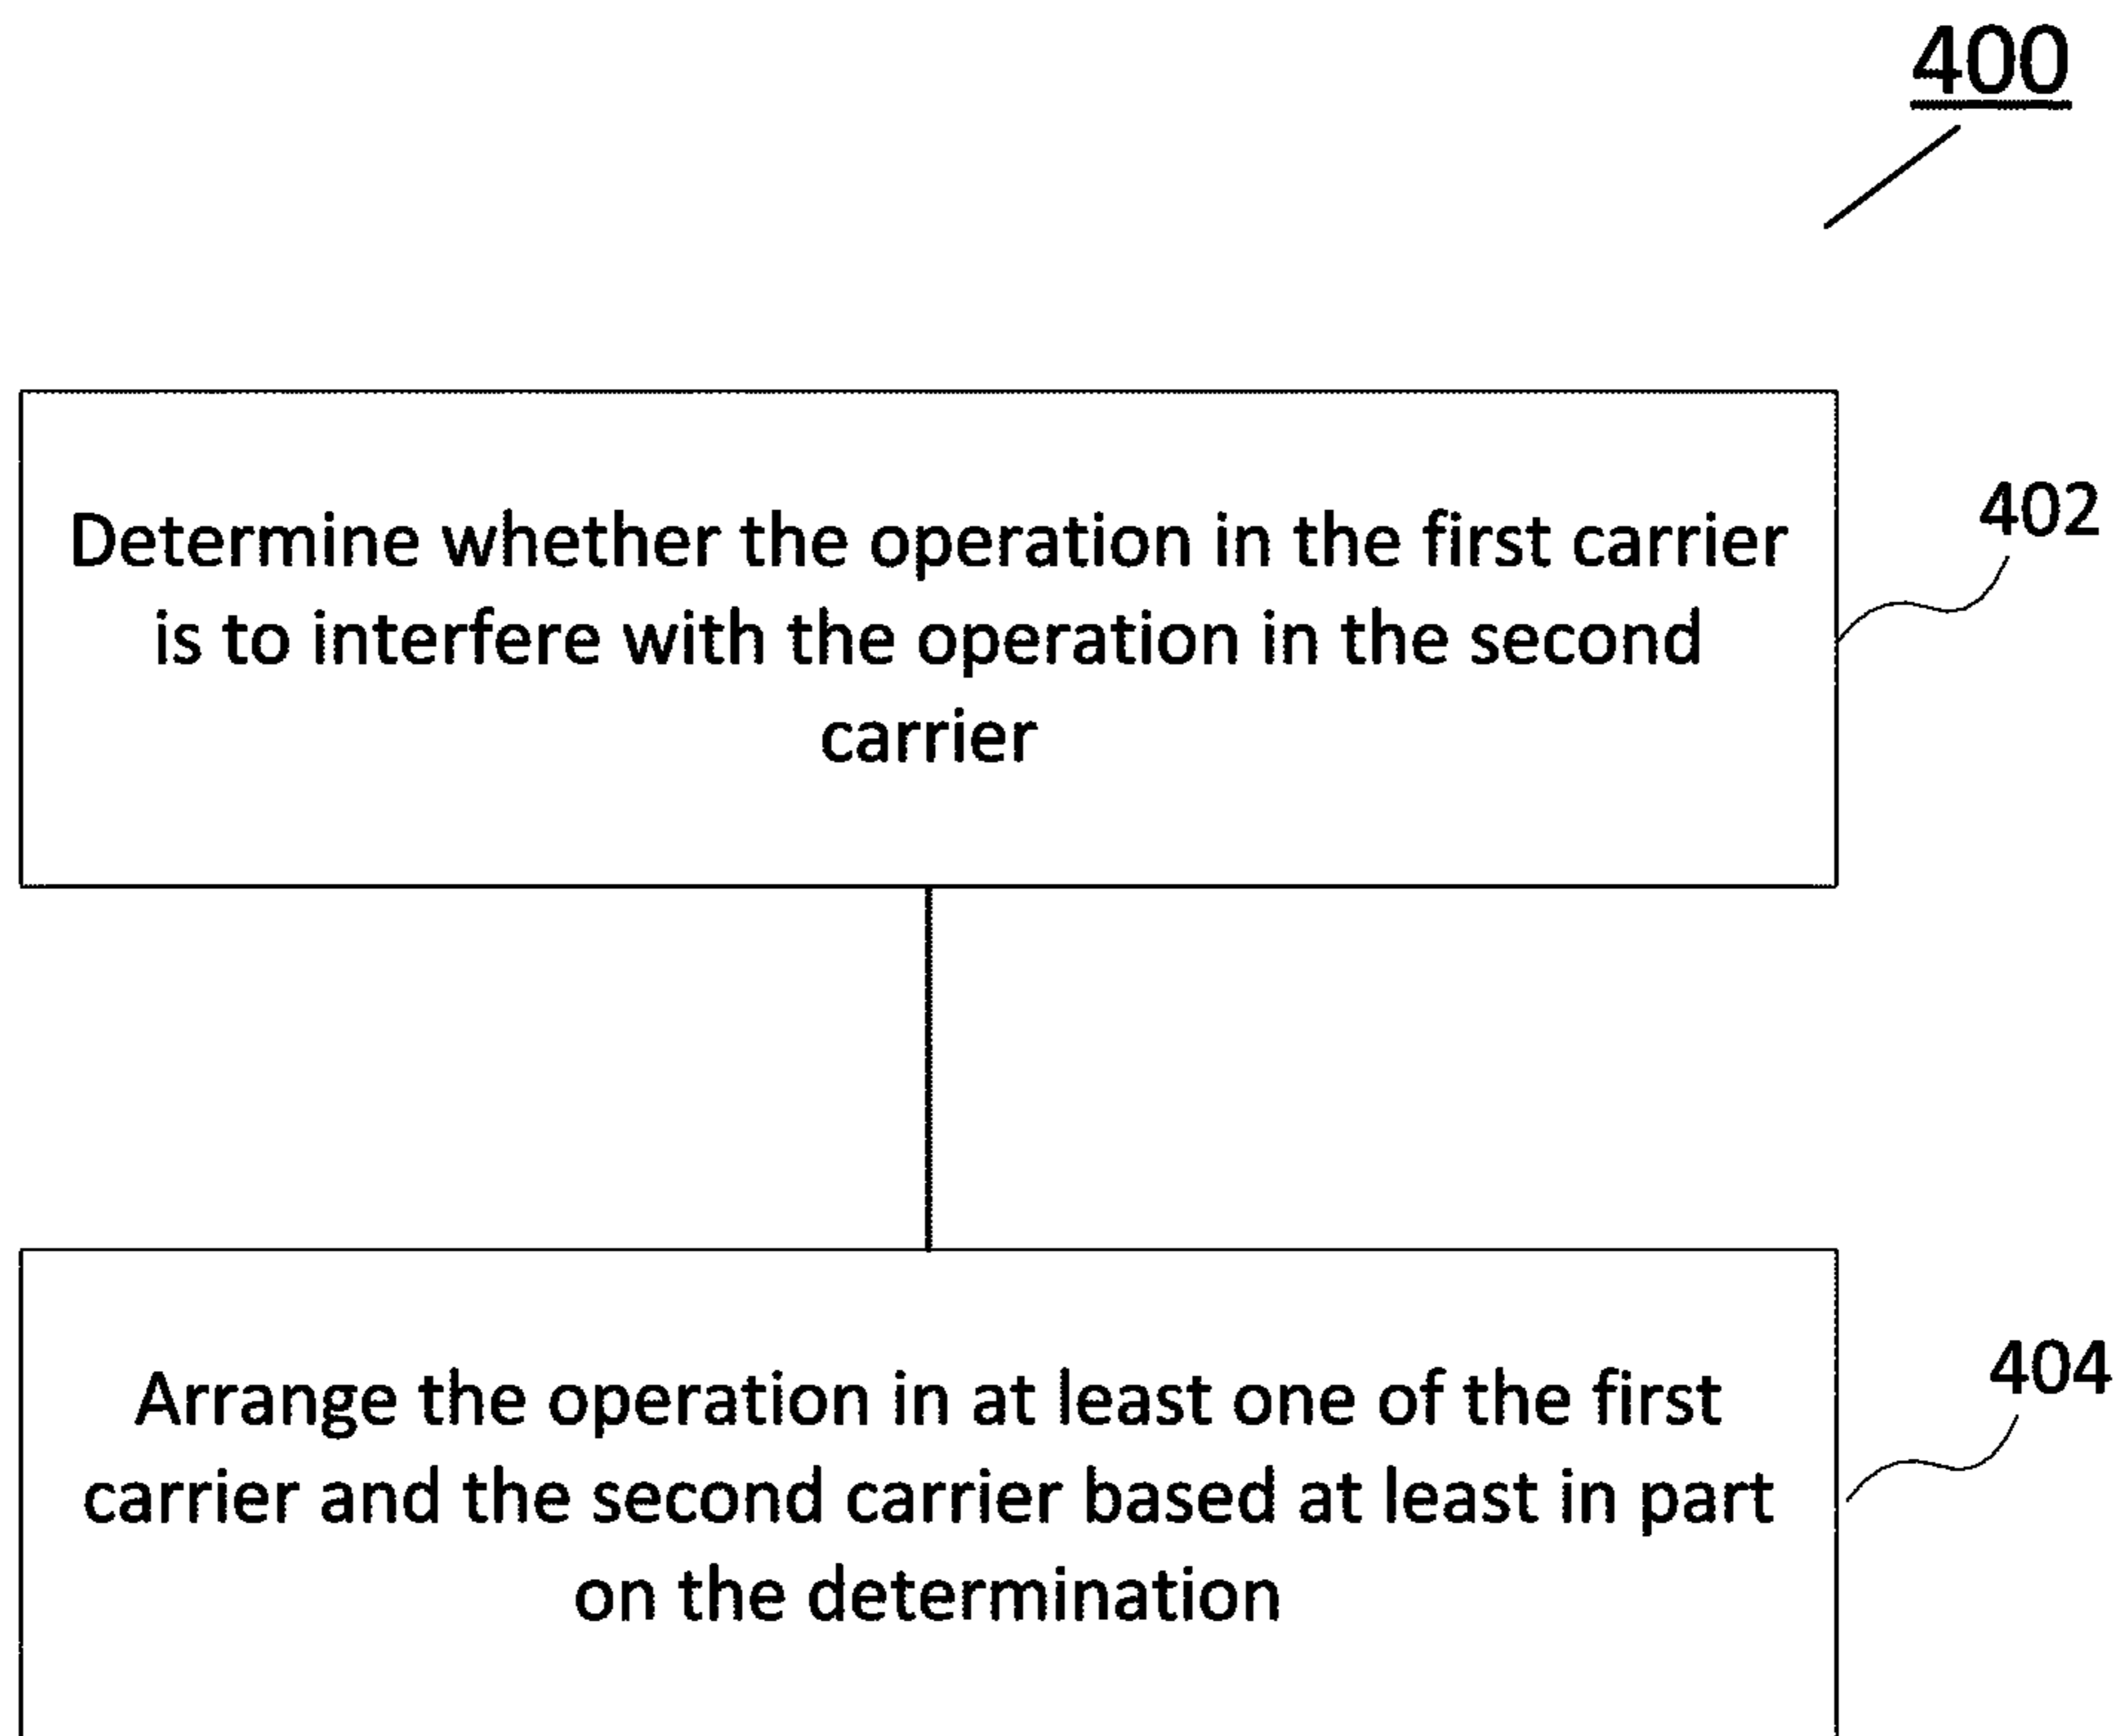 400
Determine whether the operation in the first carrier
is to interfere with the operation in the second
carrier
402
Arrange the operation in at least one of the first
carrier and the second carrier based at least in part
on the determination
404